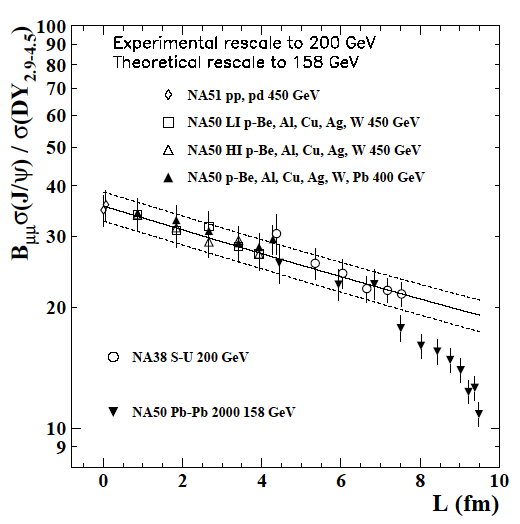 Experimental rescale to 200 GeV
Theoretical rescale to 158 GeV
NA51 pp, pd 450 GeV
NA50 LI p-Be, Al, Cu, Ag, W 450 GeV
NA50 HI p-Be, Al, Cu, Ag, W 450 GeV
NA50 p-Be, Al, Cu, Ag, W, Pb 400 GeV
NA38 S-U 200 GeV
NA50 Pb-Pb 2000 158 GeV
B_μμσ(J/ψ) / σ(DY_2.9-4.5)
100
90
80
70
60
50
40
30
20
10
9
0 2 4 6 8 10
L (fm)